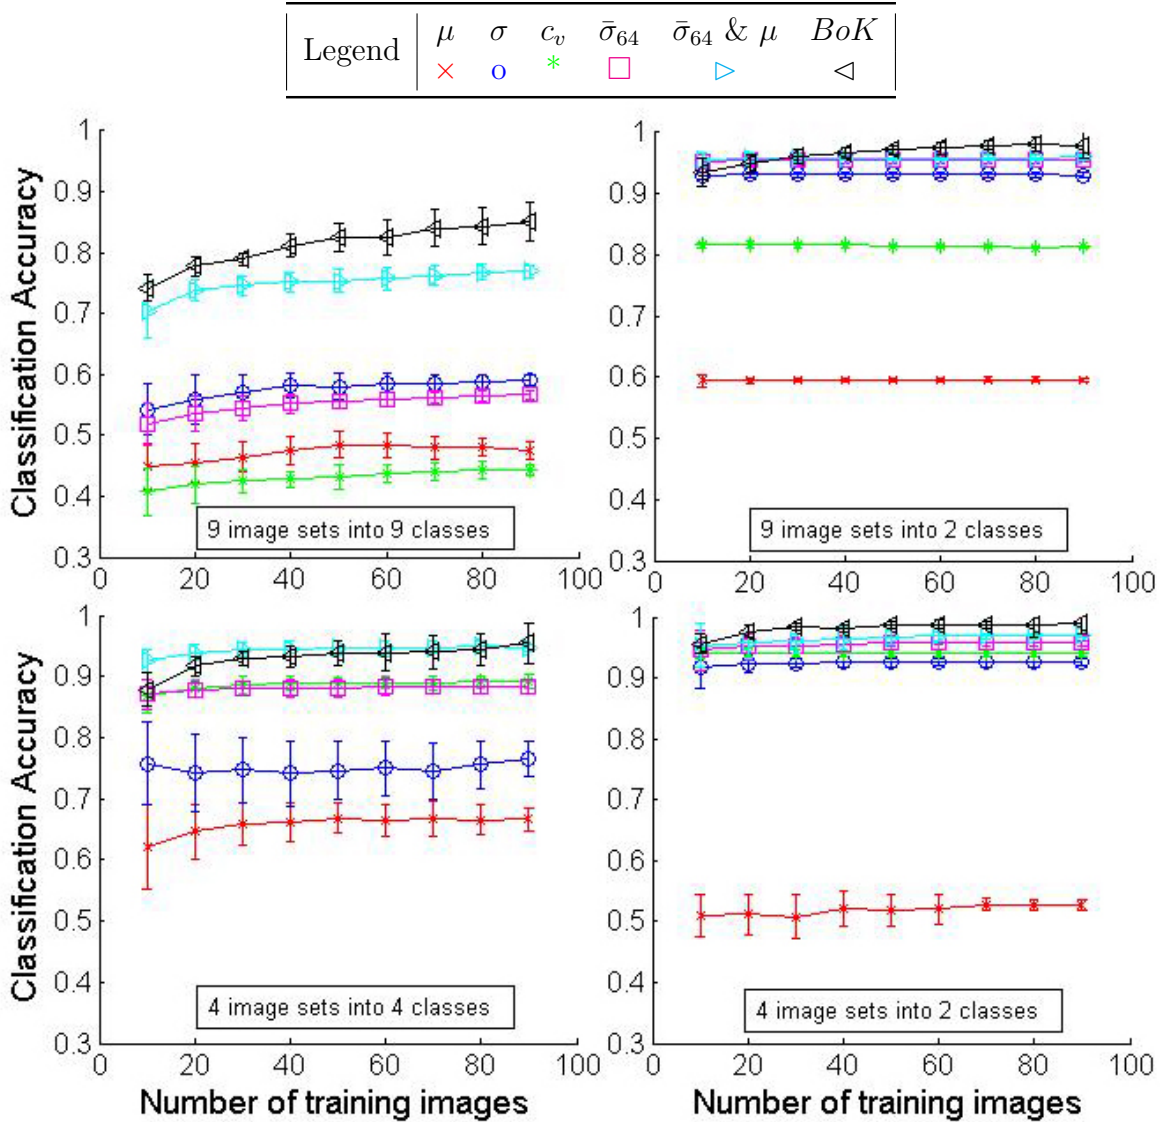 Legend μ σ c_v σ̄_64 σ̄_64 & μ BoK
× o * □ ▷ ◁
Classification Accuracy
1
0.9
0.8
0.7
0.6
0.5
0.4
0.3
0 20 40 60 80 100
9 image sets into 9 classes
1
0.9
0.8
0.7
0.6
0.5
0.4
0.3
0 20 40 60 80 100
9 image sets into 2 classes
Classification Accuracy
1
0.9
0.8
0.7
0.6
0.5
0.4
0.3
0 20 40 60 80 100
4 image sets into 4 classes
Number of training images
1
0.9
0.8
0.7
0.6
0.5
0.4
0.3
0 20 40 60 80 100
4 image sets into 2 classes
Number of training images